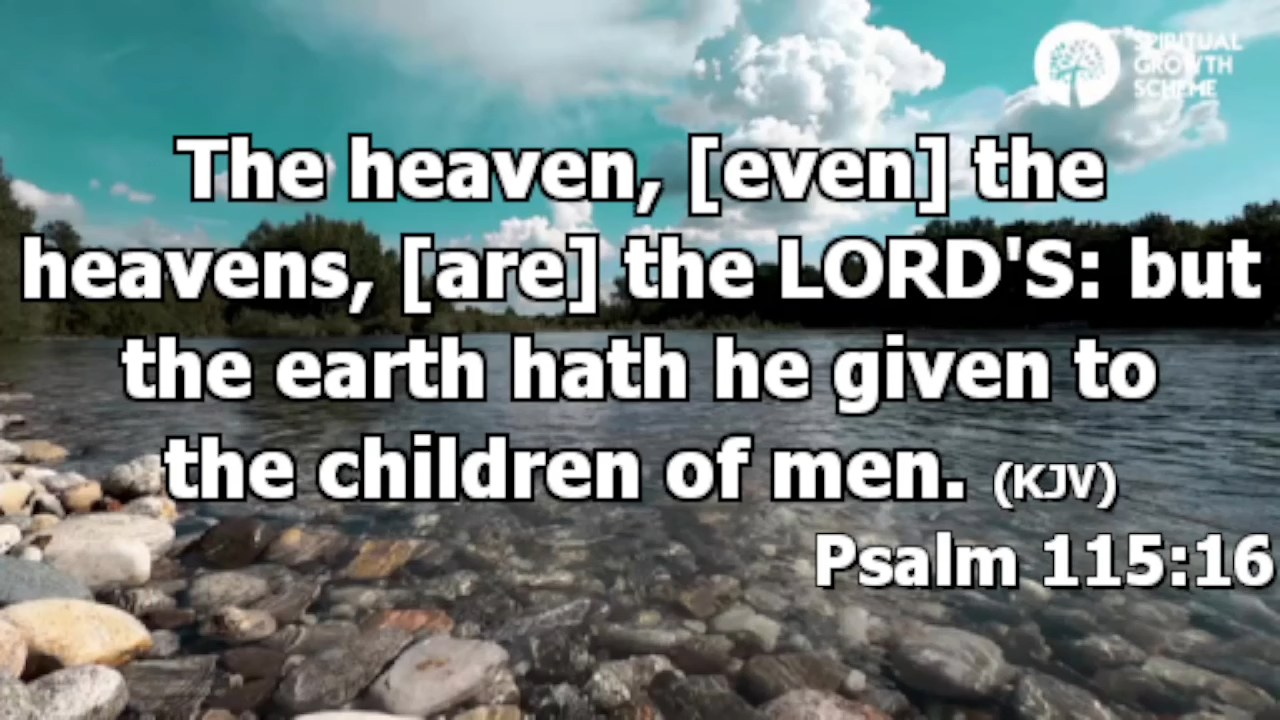 SPIRITUAL
GROWTH
SCHEME
The heaven, [even] the
heavens, [are] the LORD'S: but
the earth hath he given to
the children of men. (KJV)
Psalm 115:16